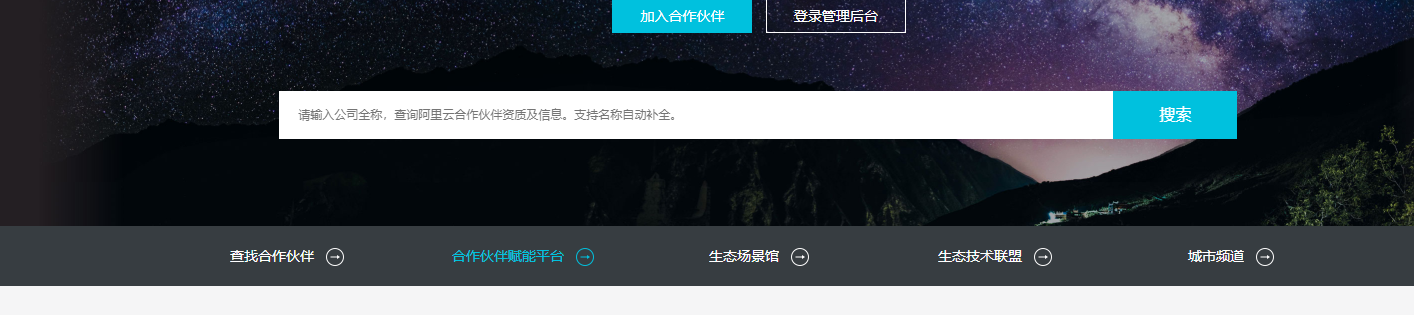 加入合作伙伴 登录管理后台
请输入公司全称，查询阿里云合作伙伴资质及信息。支持名称自动补全。 搜索
查找合作伙伴 合作伙伴赋能平台 生态场景馆 生态技术联盟 城市频道